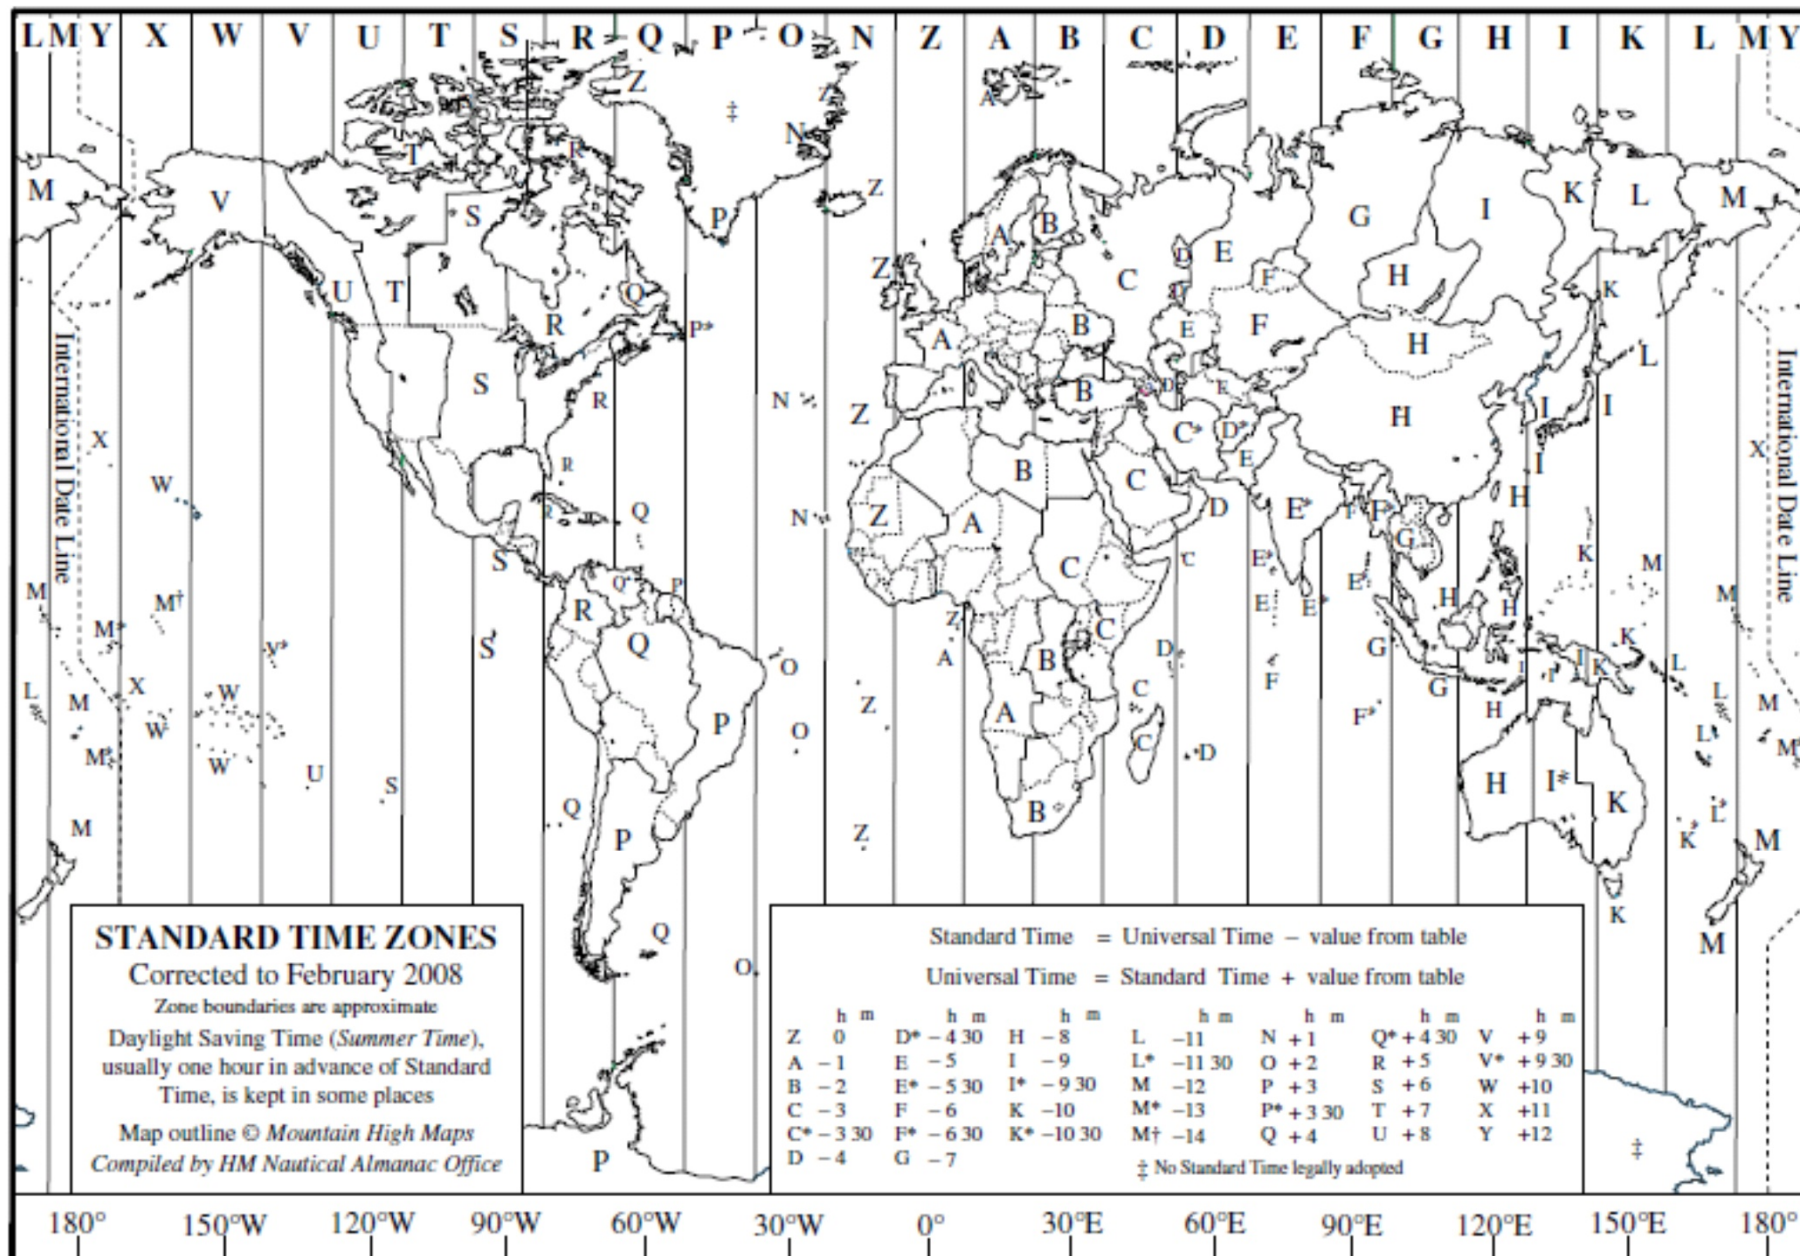 L M Y X W V U T S R Q P O N Z A B C D E F G H I K L M Y
Z
‡
Z
A
N
T
R
M
V
S
P
Z
A
B
G
I
K
L
M
C
D
E
Z
F
H
U
T
Q
K
R
P*
A
B
E
F
H
L
International Date Line
International Date Line
S
B
D
E
H
N
R
Z
C*
D*
I
I
X
R
B
C
E
I
X
W
Q
R
D
E*
F
F*
H
N
Z
A
G
S
C
C
E*
K
M
M
M†
Q*
P
E
E*
E*
H
H
M
R
Z
C
M*
V*
S
Q
A
B
D
G
K
L
O
I
I
K
L
X
W
Z
C
F
G
L
M
W
P
A
F*
H
M
O
C
D
L
M*
W
M*
U
S
H
I*
K
Q
B
L*
M
P
Z
K*
M
K
Q
M
O
STANDARD TIME ZONES
Corrected to February 2008
Zone boundaries are approximate
Daylight Saving Time (Summer Time),
usually one hour in advance of Standard
Time, is kept in some places
Map outline © Mountain High Maps
Compiled by HM Nautical Almanac Office
P
Standard Time = Universal Time − value from table
Universal Time = Standard Time + value from table
h m h m h m h m h m h m h m
Z 0 D* − 4 30 H − 8 L −11 N + 1 Q* + 4 30 V + 9
A − 1 E − 5 I − 9 L* −11 30 O + 2 R + 5 V* + 9 30
B − 2 E* − 5 30 I* − 9 30 M −12 P + 3 S + 6 W +10
C − 3 F − 6 K −10 M* −13 P* + 3 30 T + 7 X +11
C* − 3 30 F* − 6 30 K* −10 30 M† −14 Q + 4 U + 8 Y +12
D − 4 G − 7
‡ No Standard Time legally adopted
‡
180° 150°W 120°W 90°W 60°W 30°W 0° 30°E 60°E 90°E 120°E 150°E 180°